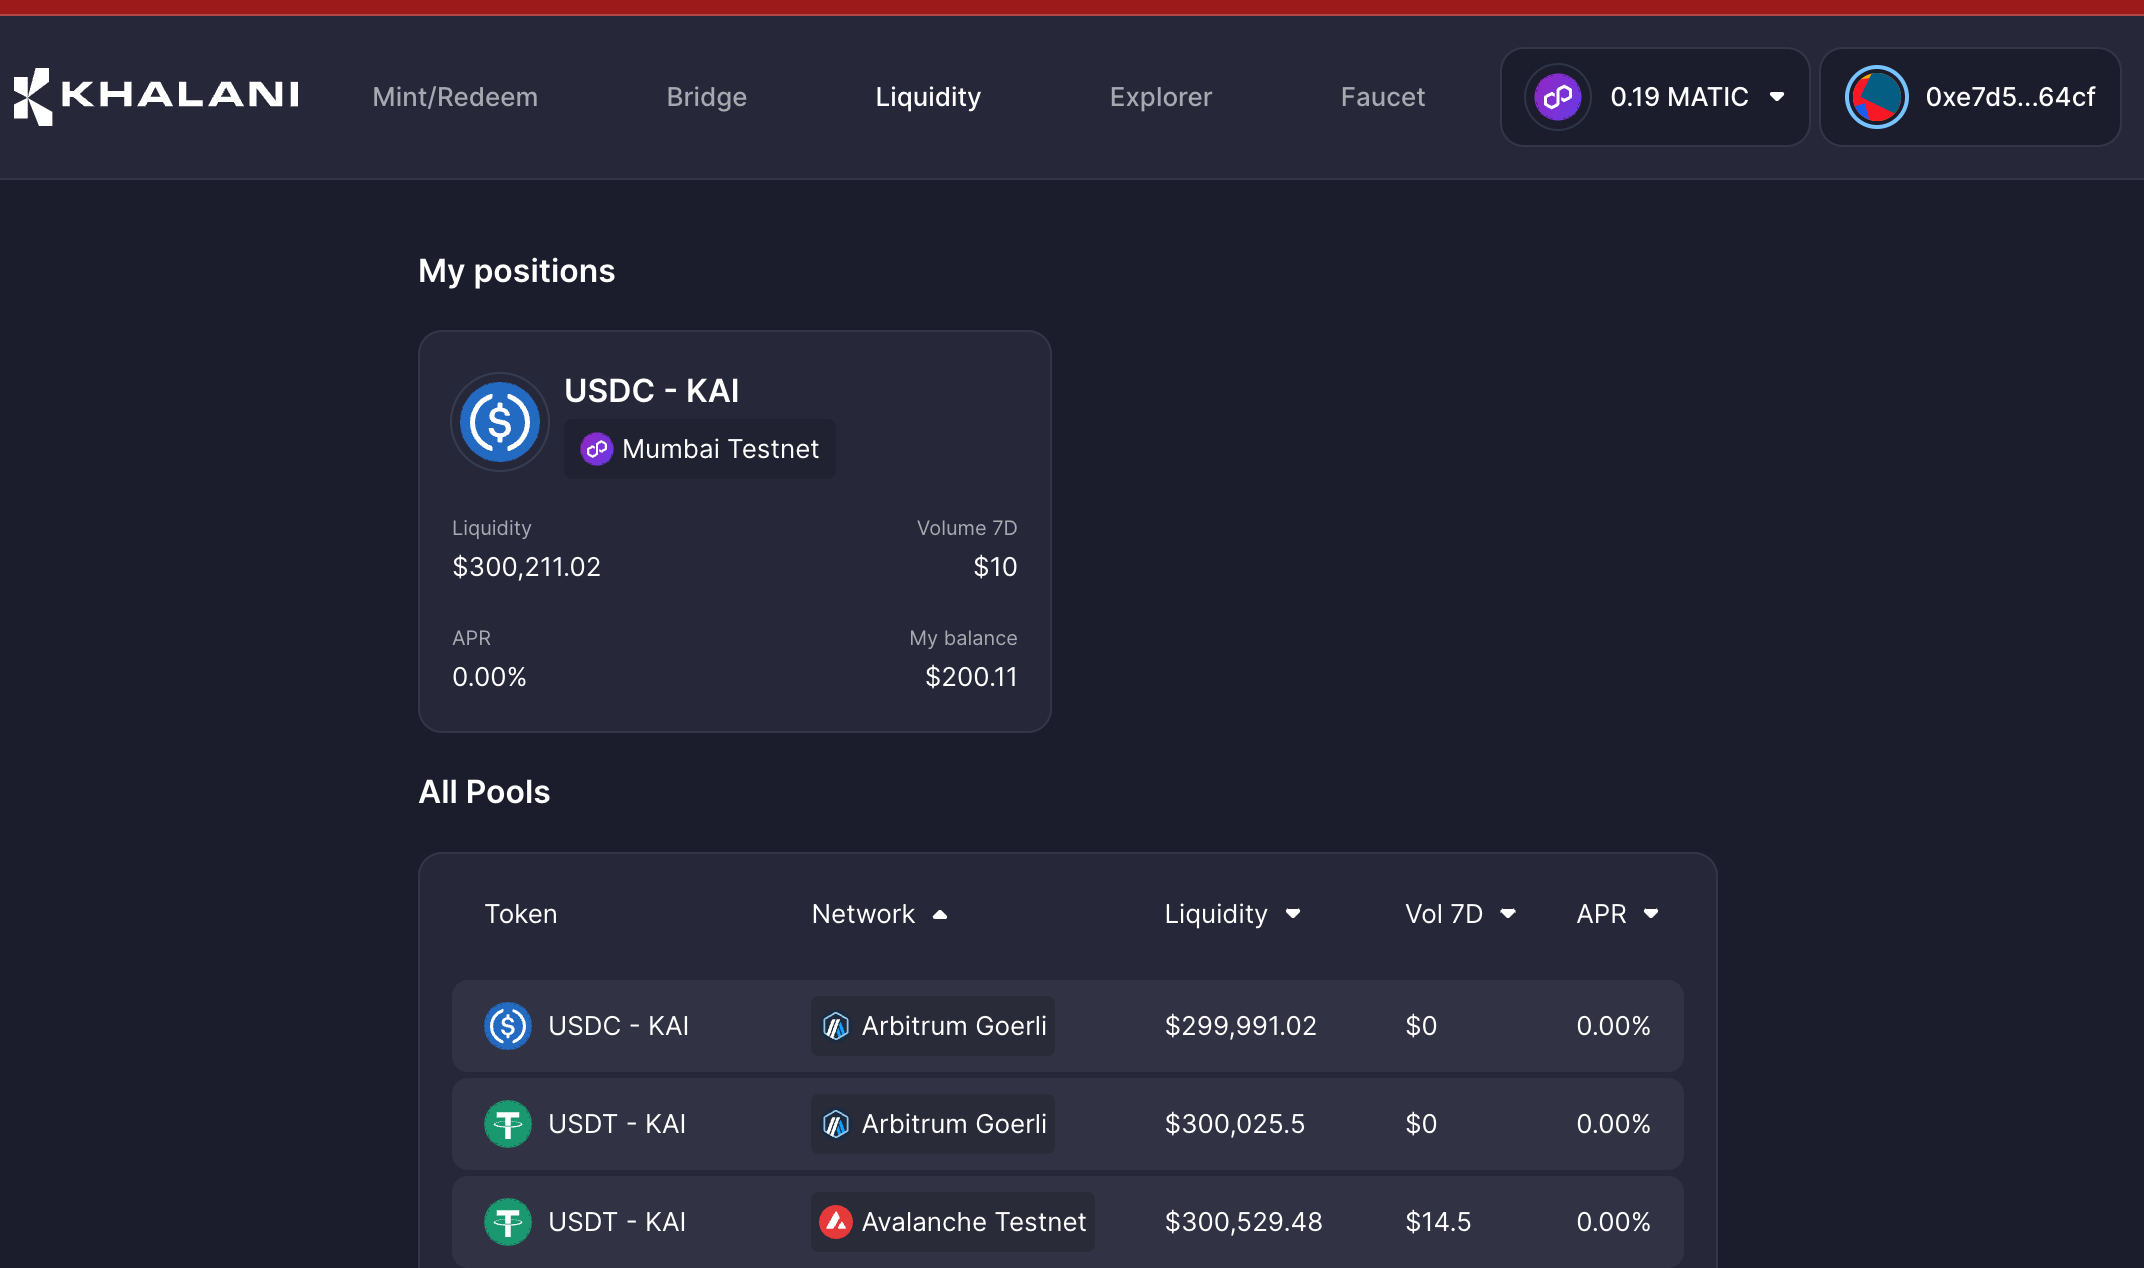 KHALANI Mint/Redeem Bridge Liquidity Explorer Faucet 0.19 MATIC 0xe7d5...64cf
My positions
USDC - KAI
Mumbai Testnet
Liquidity Volume 7D
$300,211.02 $10
APR My balance
0.00% $200.11
All Pools
Token Network Liquidity Vol 7D APR
USDC - KAI Arbitrum Goerli $299,991.02 $0 0.00%
USDT - KAI Arbitrum Goerli $300,025.5 $0 0.00%
USDT - KAI Avalanche Testnet $300,529.48 $14.5 0.00%